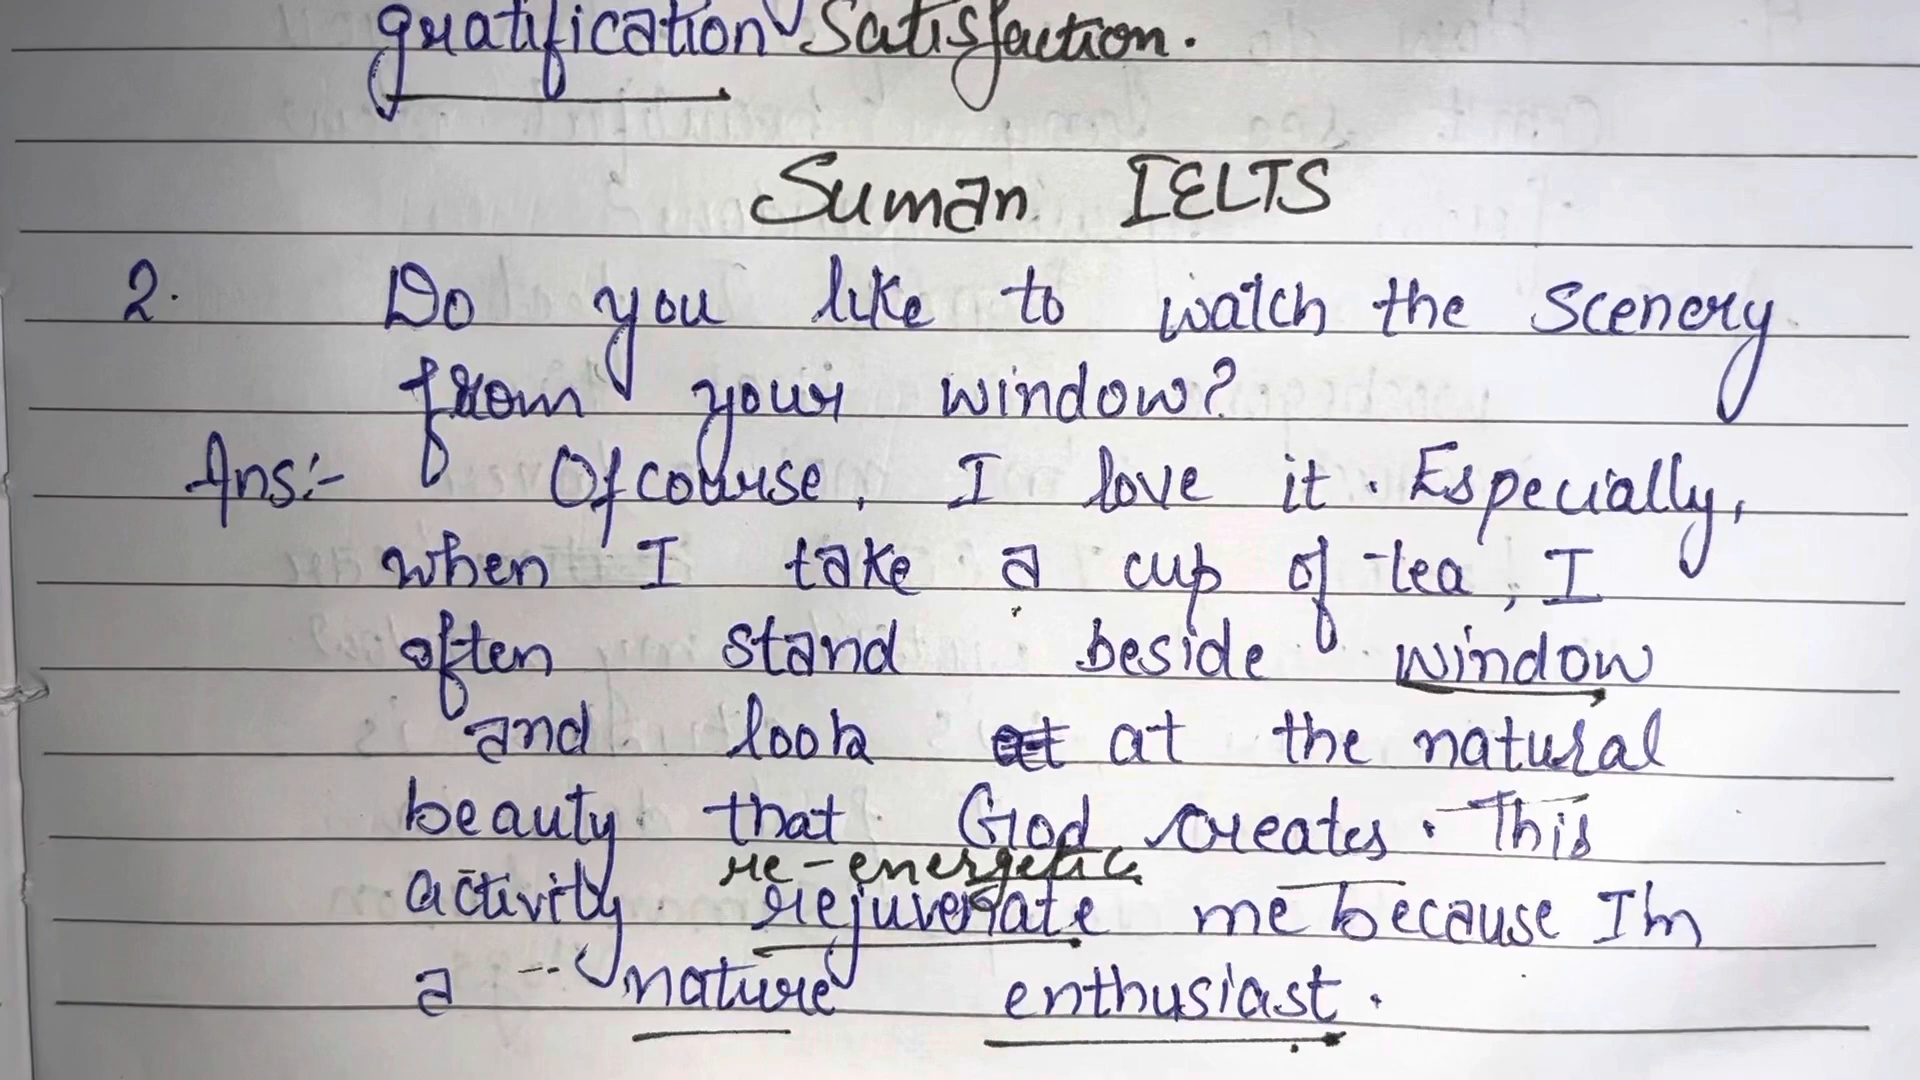 gratification Satisfaction.
Suman IELTS
2. Do you like to watch the scenery
from your window?
Ans:- Ofcourse, I love it. Especially,
when I take a cup of tea, I
often stand beside window
and look at at the natural
beauty that God creates. This
re-energetic
activity rejuvenate me because I'm
a nature enthusiast.